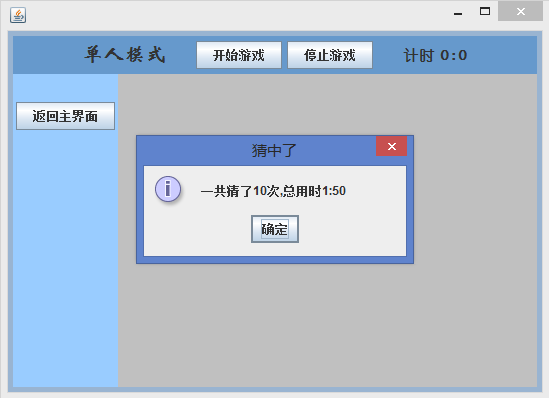 单人模式 开始游戏 停止游戏 计时 0:0
返回主界面
猜中了
一共猜了10次,总用时1:50
确定